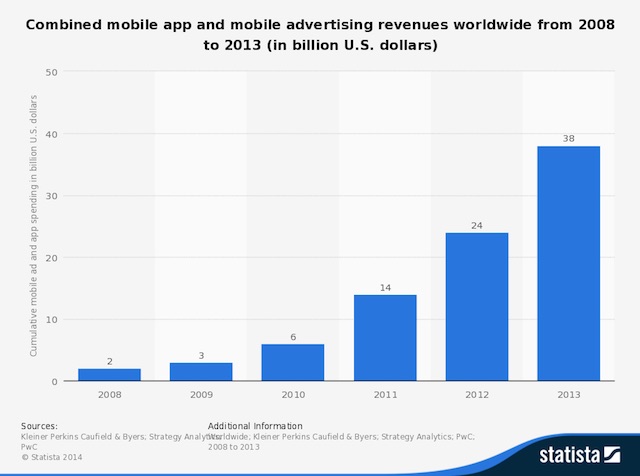 Combined mobile app and mobile advertising revenues worldwide from 2008
to 2013 (in billion U.S. dollars)
Cumulative mobile ad and app spending in billion U.S. dollars
50
40
30
20
10
0
2
3
6
14
24
38
2008
2009
2010
2011
2012
2013
Sources:
Kleiner Perkins Caufield & Byers; Strategy Analytics;
PwC
© Statista 2014
Additional Information
Worldwide; Kleiner Perkins Caufield & Byers; Strategy Analytics; PwC;
2008 to 2013
statista